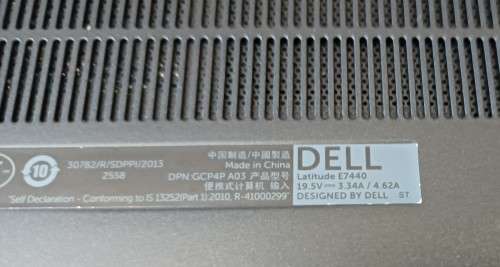 10
30782/R/SDPPI/2013
2558
中国制造/中國製造
Made in China
DPN:GCP4P A03 产品型号
便携式计算机 输入
"Self Declaration - Conforming to IS 13252(Part 1):2010, R-41000299"
DELL
Latitude E7440
19.5V⎓ 3.34A / 4.62A
DESIGNED BY DELL ST